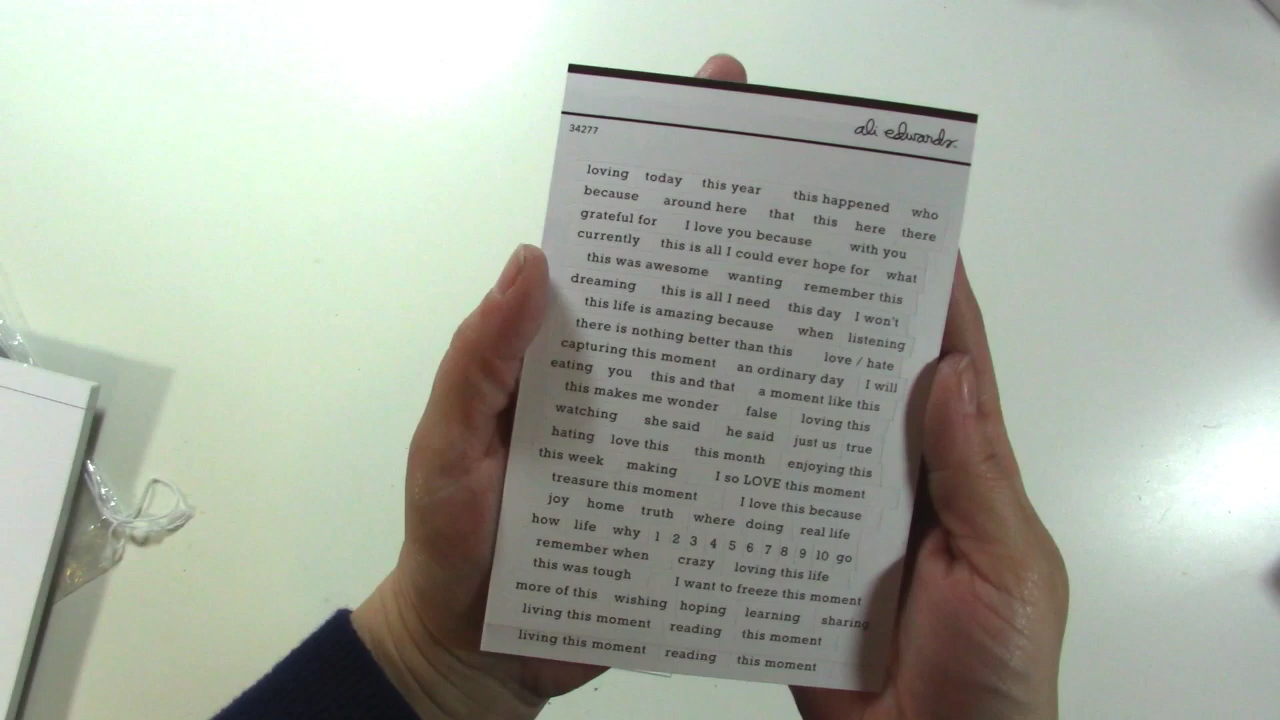 ali edwards.
34277
loving today this year this happened who
because around here that this here there
grateful for I love you because with you
currently this is all I could ever hope for what
this was awesome wanting remember this
dreaming this is all I need this day I won't
this life is amazing because when listening
there is nothing better than this love / hate
capturing this moment an ordinary day I will
eating you this and that a moment like this
this makes me wonder false loving this
watching she said he said just us true
hating love this this month enjoying this
this week making I so LOVE this moment
treasure this moment I love this because
joy home truth where doing real life
how life why 1 2 3 4 5 6 7 8 9 10 go
remember when crazy loving this life
this was tough I want to freeze this moment
more of this wishing hoping learning sharing
living this moment reading this moment
living this moment reading this moment